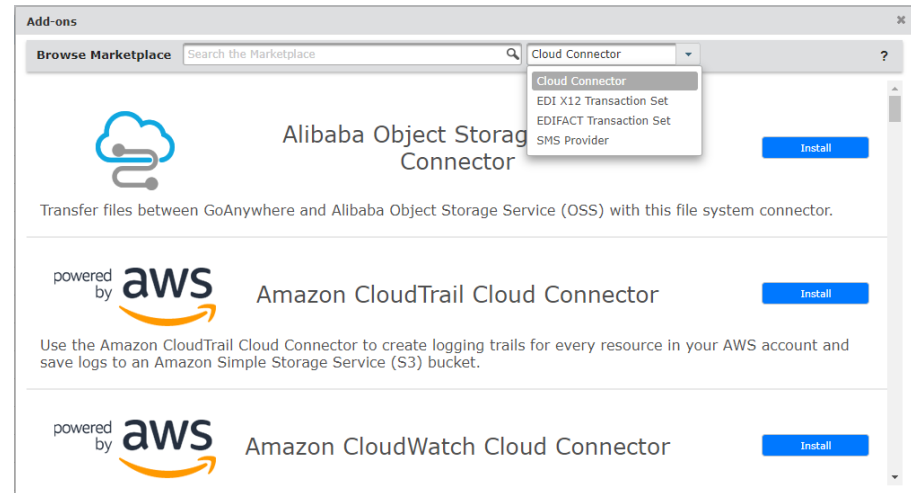 Add-ons
Browse Marketplace
Search the Marketplace
Cloud Connector
?
Cloud Connector
EDI X12 Transaction Set
EDIFACT Transaction Set
SMS Provider
Alibaba Object Storag
Connector
Install
Transfer files between GoAnywhere and Alibaba Object Storage Service (OSS) with this file system connector.
powered
by aws
Amazon CloudTrail Cloud Connector
Install
Use the Amazon CloudTrail Cloud Connector to create logging trails for every resource in your AWS account and
save logs to an Amazon Simple Storage Service (S3) bucket.
powered
by aws
Amazon CloudWatch Cloud Connector
Install